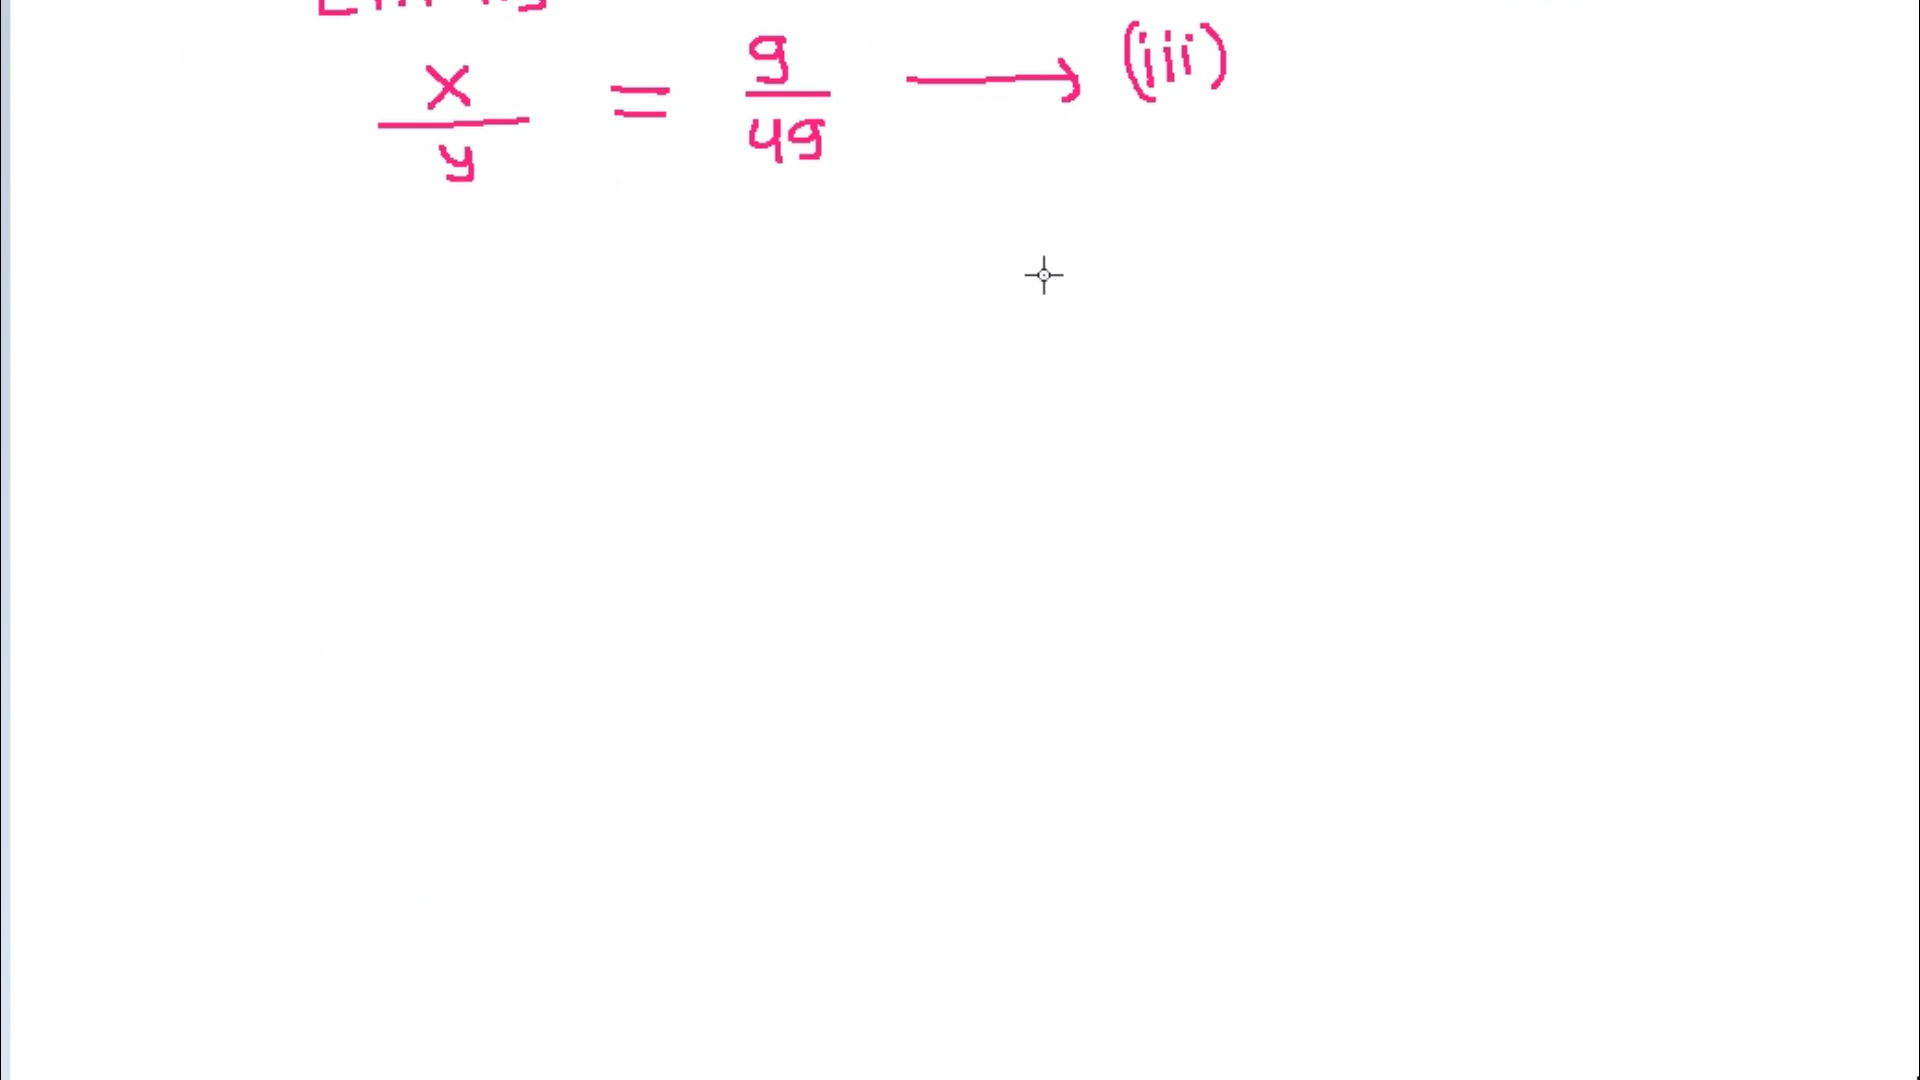 x/y = 9/49 → (iii)